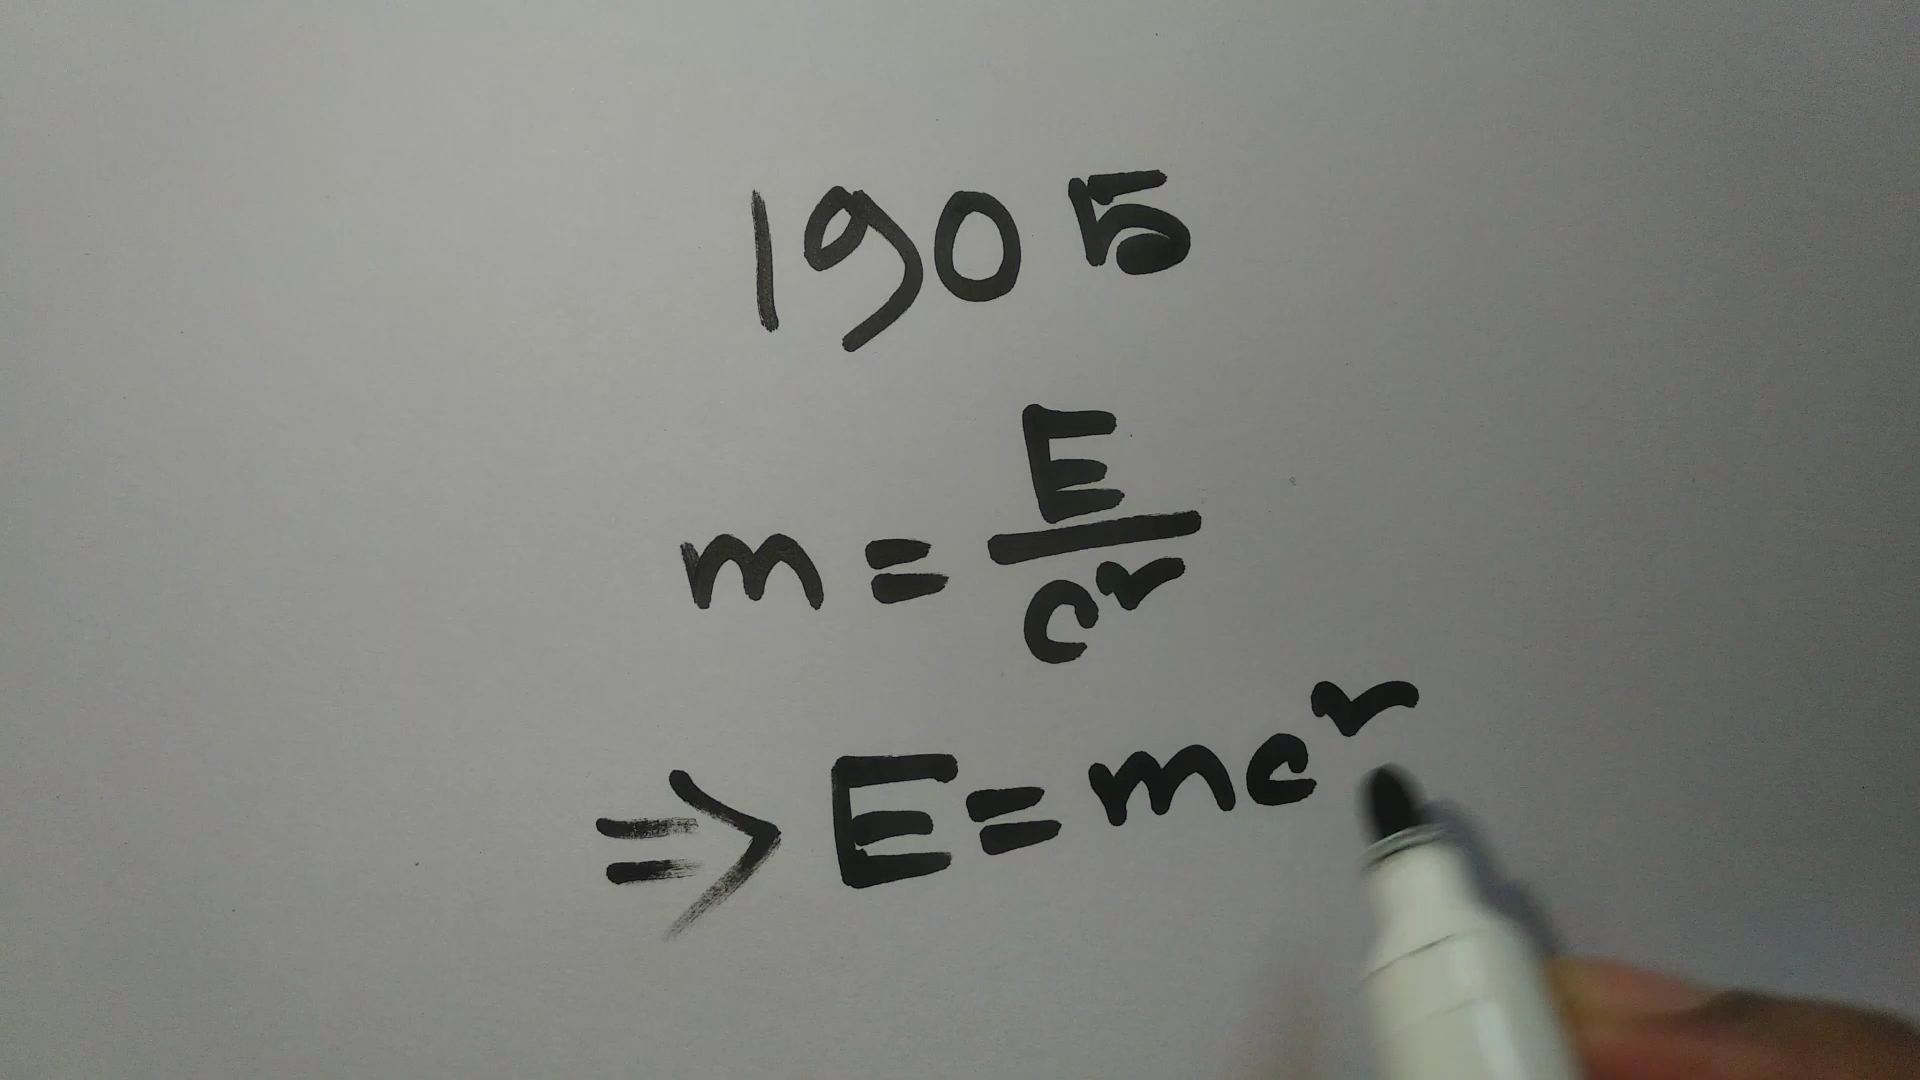 1905
m = E/c²
⇒ E = mc²